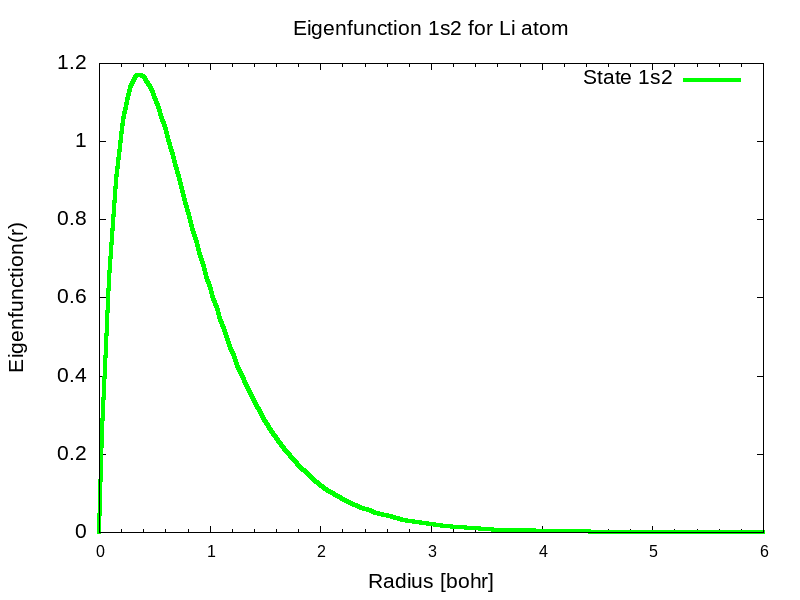 Eigenfunction 1s2 for Li atom
State 1s2
1.2
1
0.8
0.6
0.4
0.2
0
Eigenfunction(r)
0 1 2 3 4 5 6
Radius [bohr]